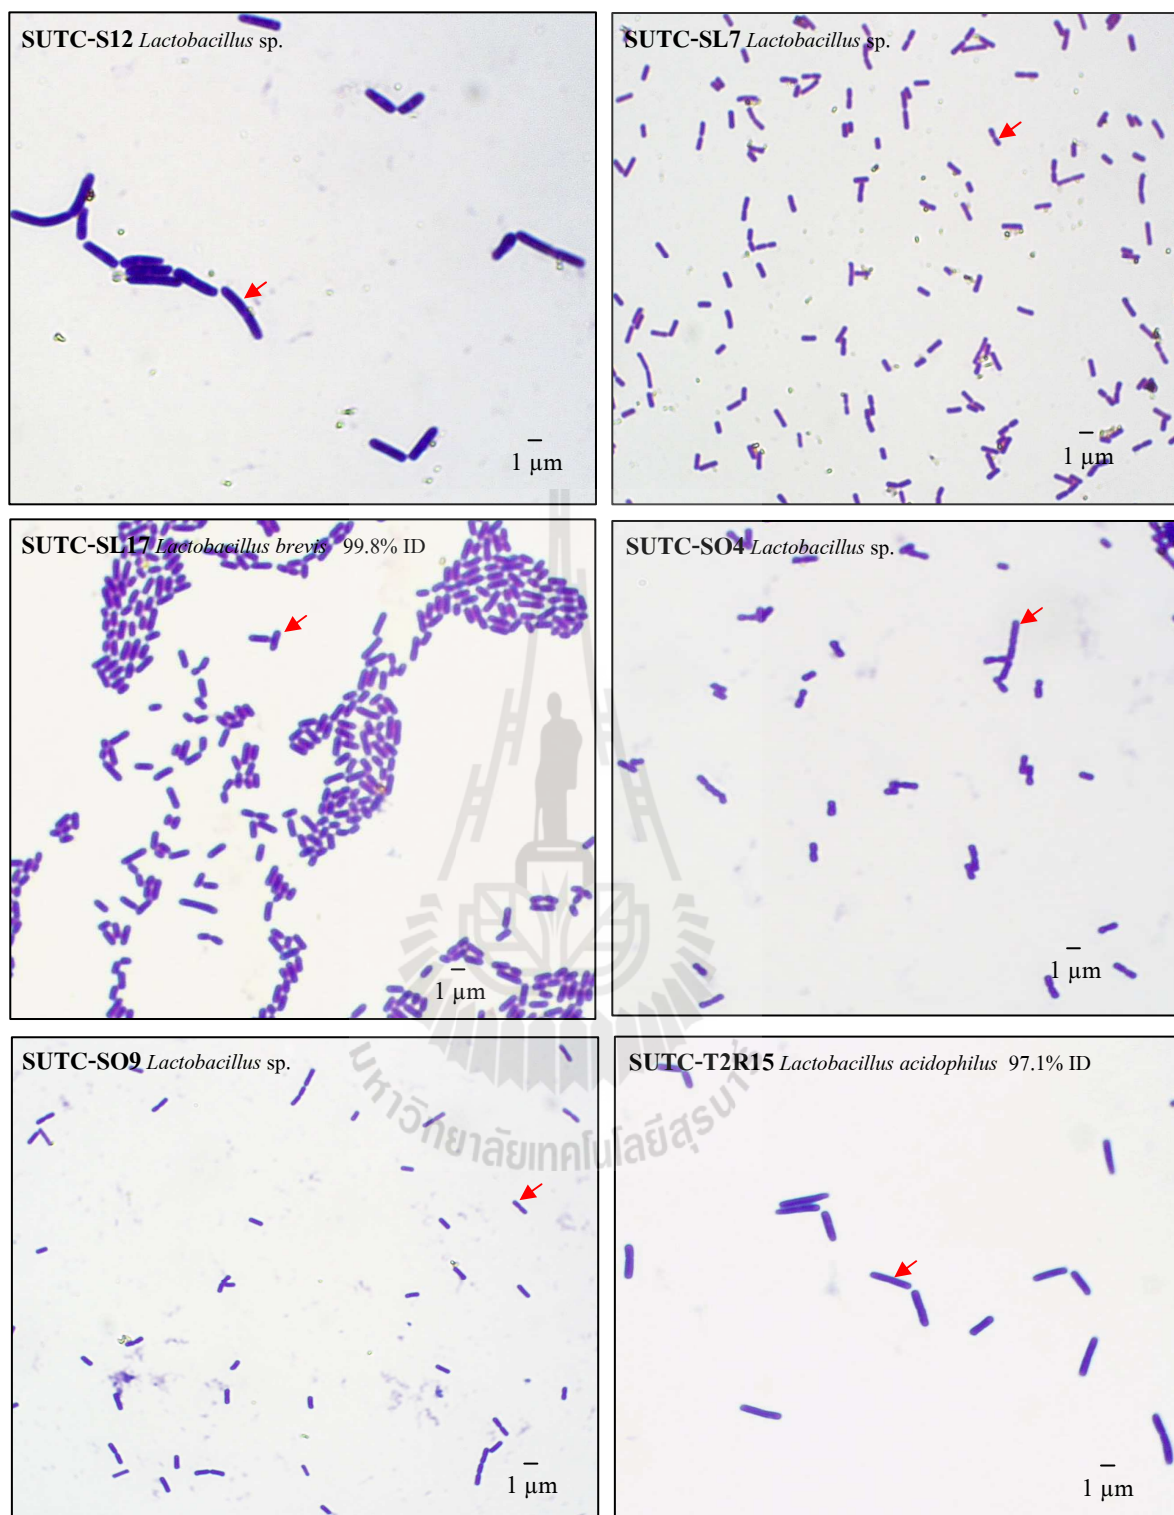 SUTC-S12 Lactobacillus sp.
1 µm
SUTC-SL7 Lactobacillus sp.
1 µm
SUTC-SL17 Lactobacillus brevis 99.8% ID
1 µm
SUTC-SO4 Lactobacillus sp.
1 µm
SUTC-SO9 Lactobacillus sp.
1 µm
SUTC-T2R15 Lactobacillus acidophilus 97.1% ID
1 µm
มหาวิทยาลัยเทคโนโลยีสุรนารี